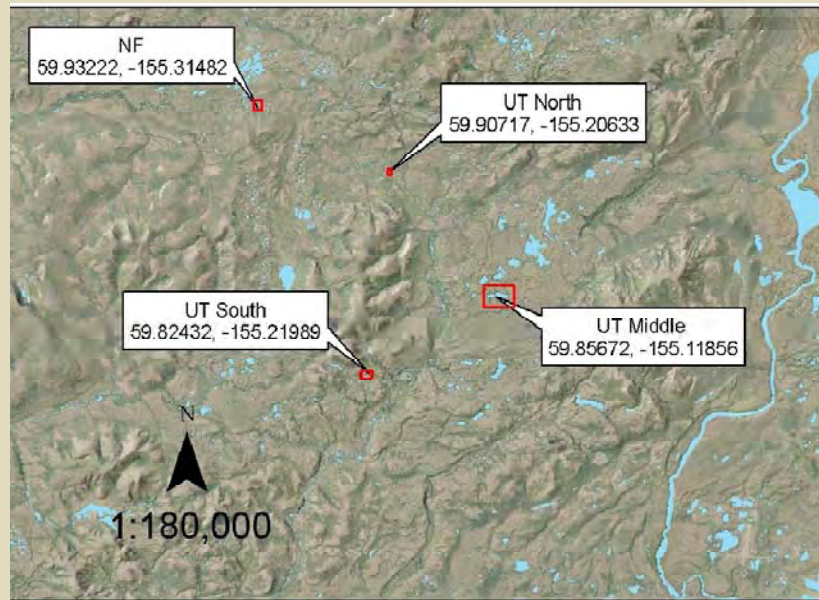 NF
59.93222, -155.31482
UT North
59.90717, -155.20633
UT South
59.82432, -155.21989
UT Middle
59.85672, -155.11856
N
1:180,000